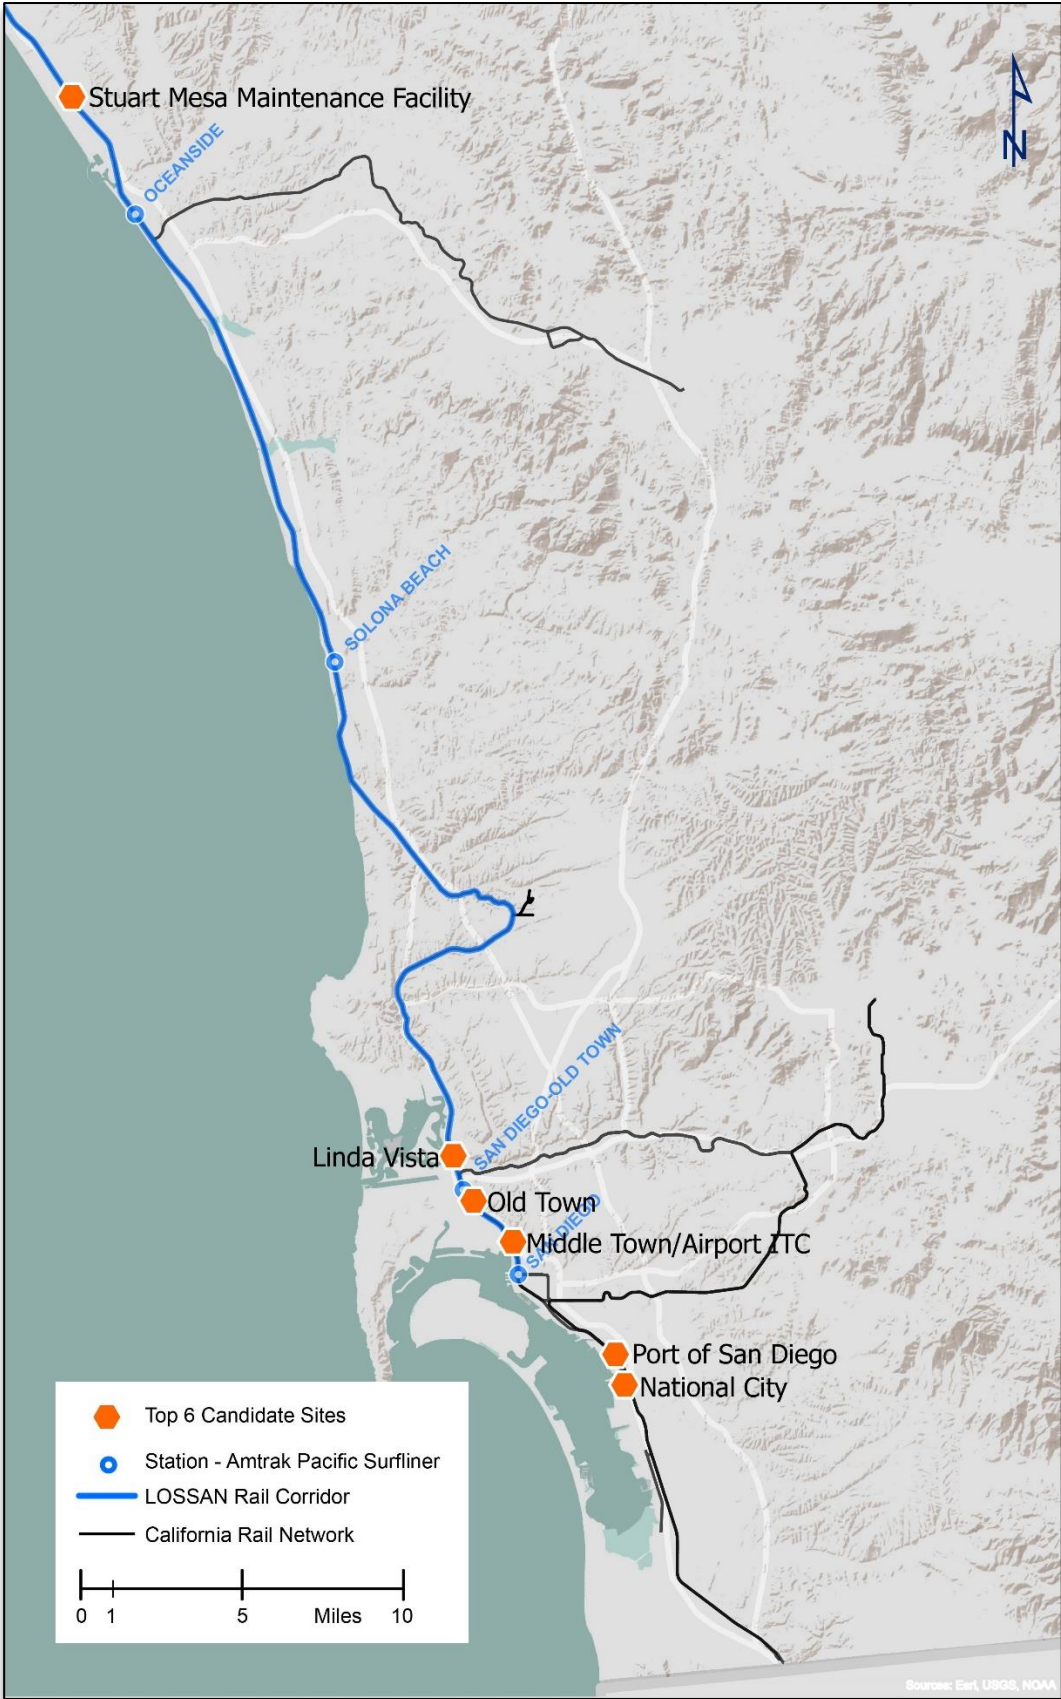 Stuart Mesa Maintenance Facility
OCEANSIDE
N
SOLONA BEACH
SAN DIEGO-OLD TOWN
Linda Vista
Old Town
SAN DIEGO
Middle Town/Airport ITC
Port of San Diego
National City
Top 6 Candidate Sites
Station - Amtrak Pacific Surfliner
LOSSAN Rail Corridor
California Rail Network
0 1 5 Miles 10
Sources: Esri, USGS, NOAA